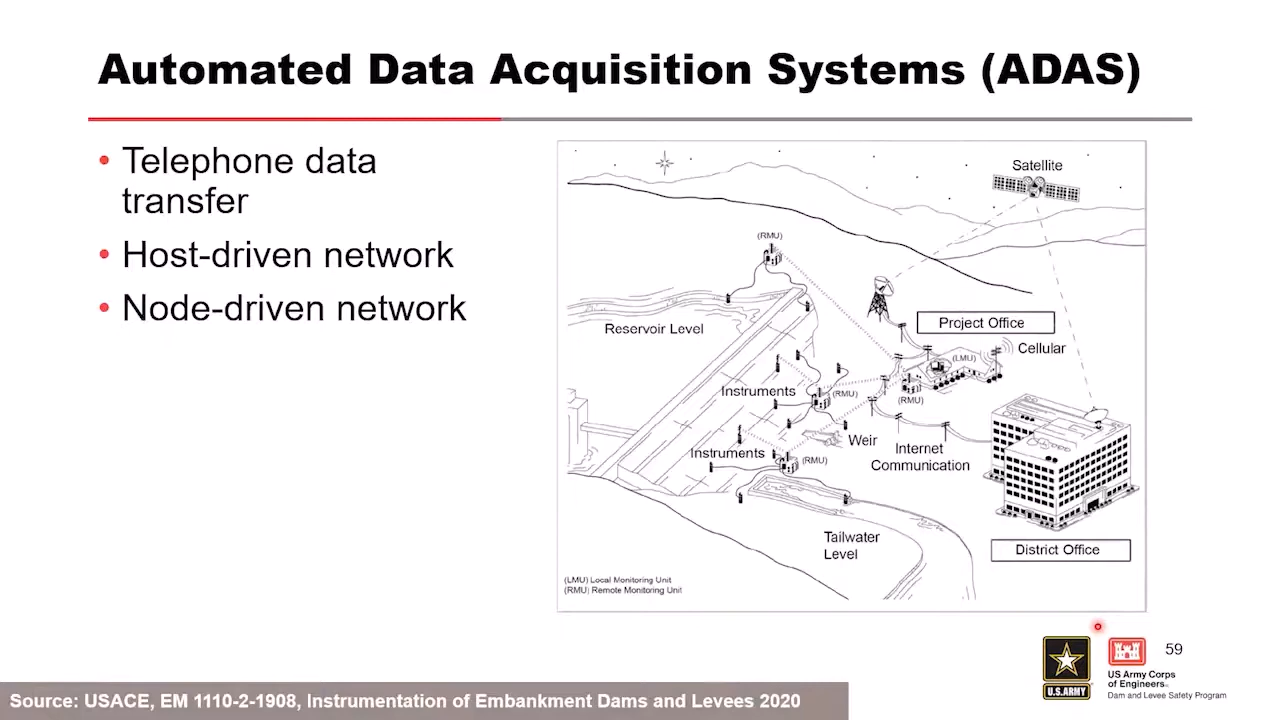 Automated Data Acquisition Systems (ADAS)
• Telephone data
transfer
• Host-driven network
• Node-driven network
Satellite
(RMU)
Reservoir Level
Project Office
Cellular
(LMU)
Instruments
(RMU)
(RMU)
Weir
Internet
Communication
Instruments
(RMU)
Tailwater
Level
District Office
(LMU) Local Monitoring Unit
(RMU) Remote Monitoring Unit
59
U.S. ARMY
US Army Corps
of Engineers®
Dam and Levee Safety Program
Source: USACE, EM 1110-2-1908, Instrumentation of Embankment Dams and Levees 2020